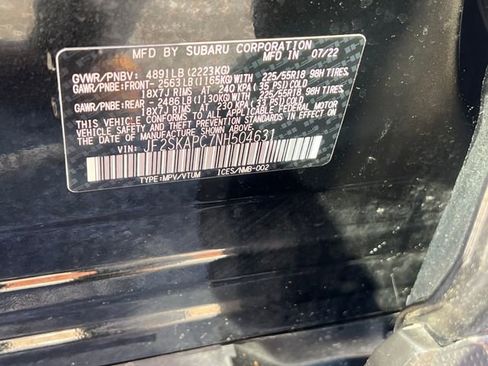 MFD BY SUBARU CORPORATION
MFD IN 07/22
GVWR/PNBV: 4891LB(2223KG)
GAWR/PNBE:FRONT- 2563LB(1165KG)WITH 225/55R18 98H TIRES
18X7J RIMS AT 240 KPA(35 PSI)COLD
GAWR/PNBE:REAR - 2486LB(1130KG)WITH 225/55R18 98H TIRES
18X7J RIMS AT 230 KPA(33 PSI)COLD
THIS VEHICLE CONFORMS TO ALL APPLICABLE FEDERAL MOTOR
VEHICLE SAFETY BUMPER AND THEFT PREVENTION STANDARDS
IN EFFECT ON THE DATE OF MANUFACTURE SHOWN ABOVE
VIN: JF2SKAPC7NH504631
TYPE:MPV/VTUM ICES/NMB-002